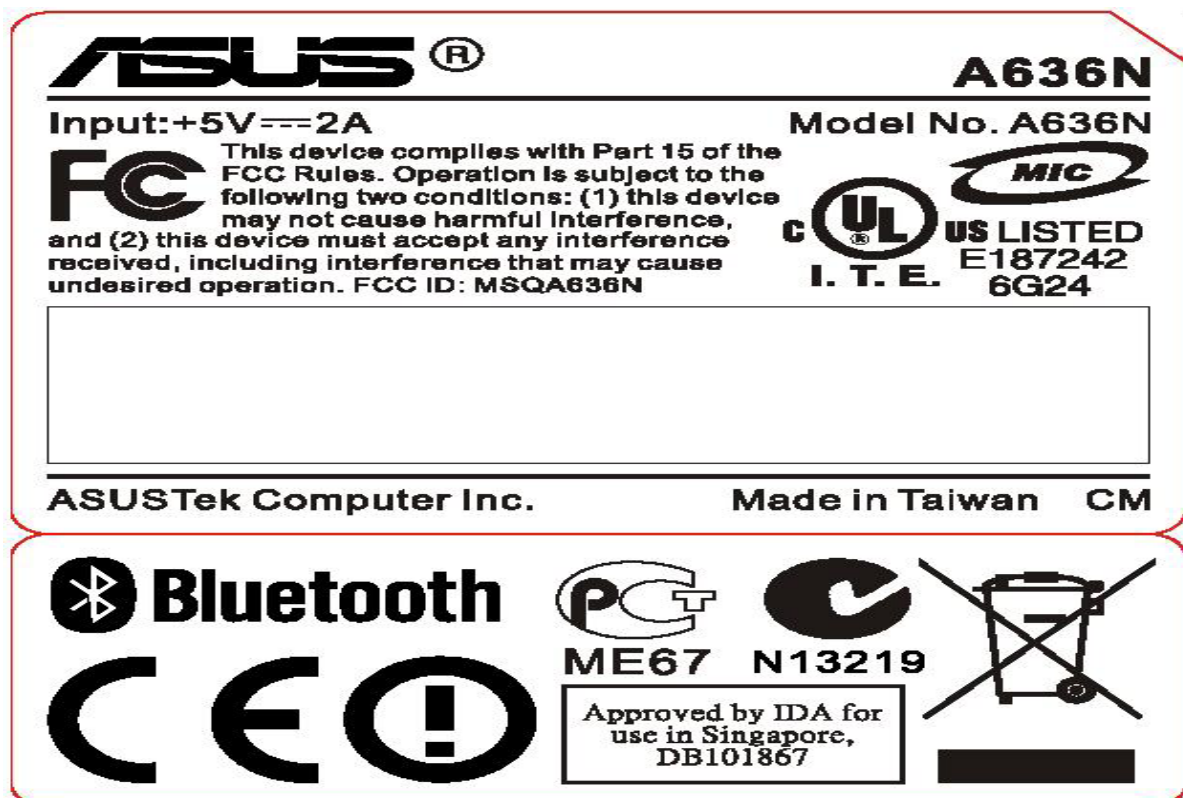 ASUS®
A636N
Input:+5V⎓2A
Model No. A636N
FC This device complies with Part 15 of the
FCC Rules. Operation is subject to the
following two conditions: (1) this device
may not cause harmful interference,
and (2) this device must accept any interference
received, including interference that may cause
undesired operation. FCC ID: MSQA636N
MIC
C UL® US LISTED
I. T. E. E187242
6G24
ASUSTek Computer Inc. Made in Taiwan CM
Bluetooth
PCT
ME67 N13219
CE
Approved by IDA for
use in Singapore,
DB101867